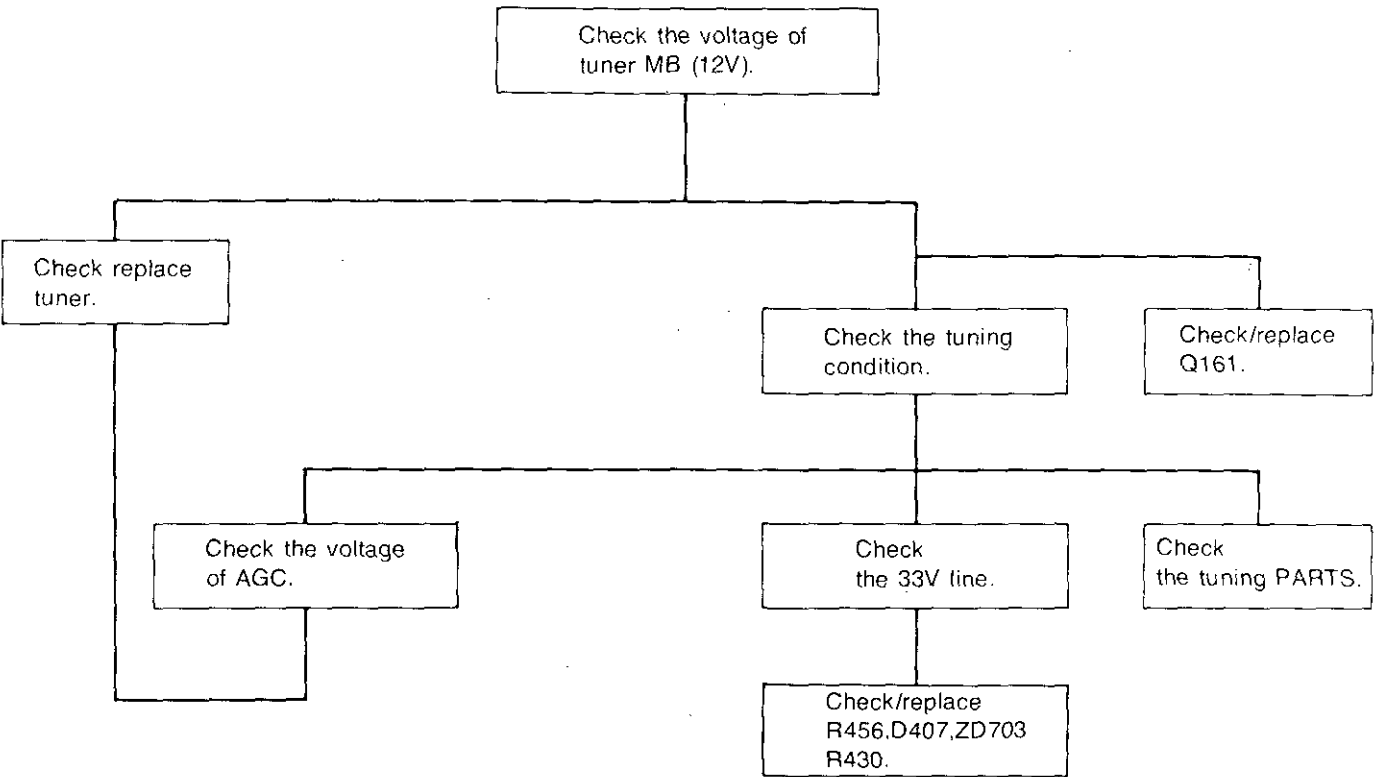 Check the voltage of
tuner MB (12V).
Check replace
tuner.
Check the tuning
condition.
Check/replace
Q161.
Check the voltage
of AGC.
Check
the 33V line.
Check
the tuning PARTS.
Check/replace
R456,D407,ZD703
R430.